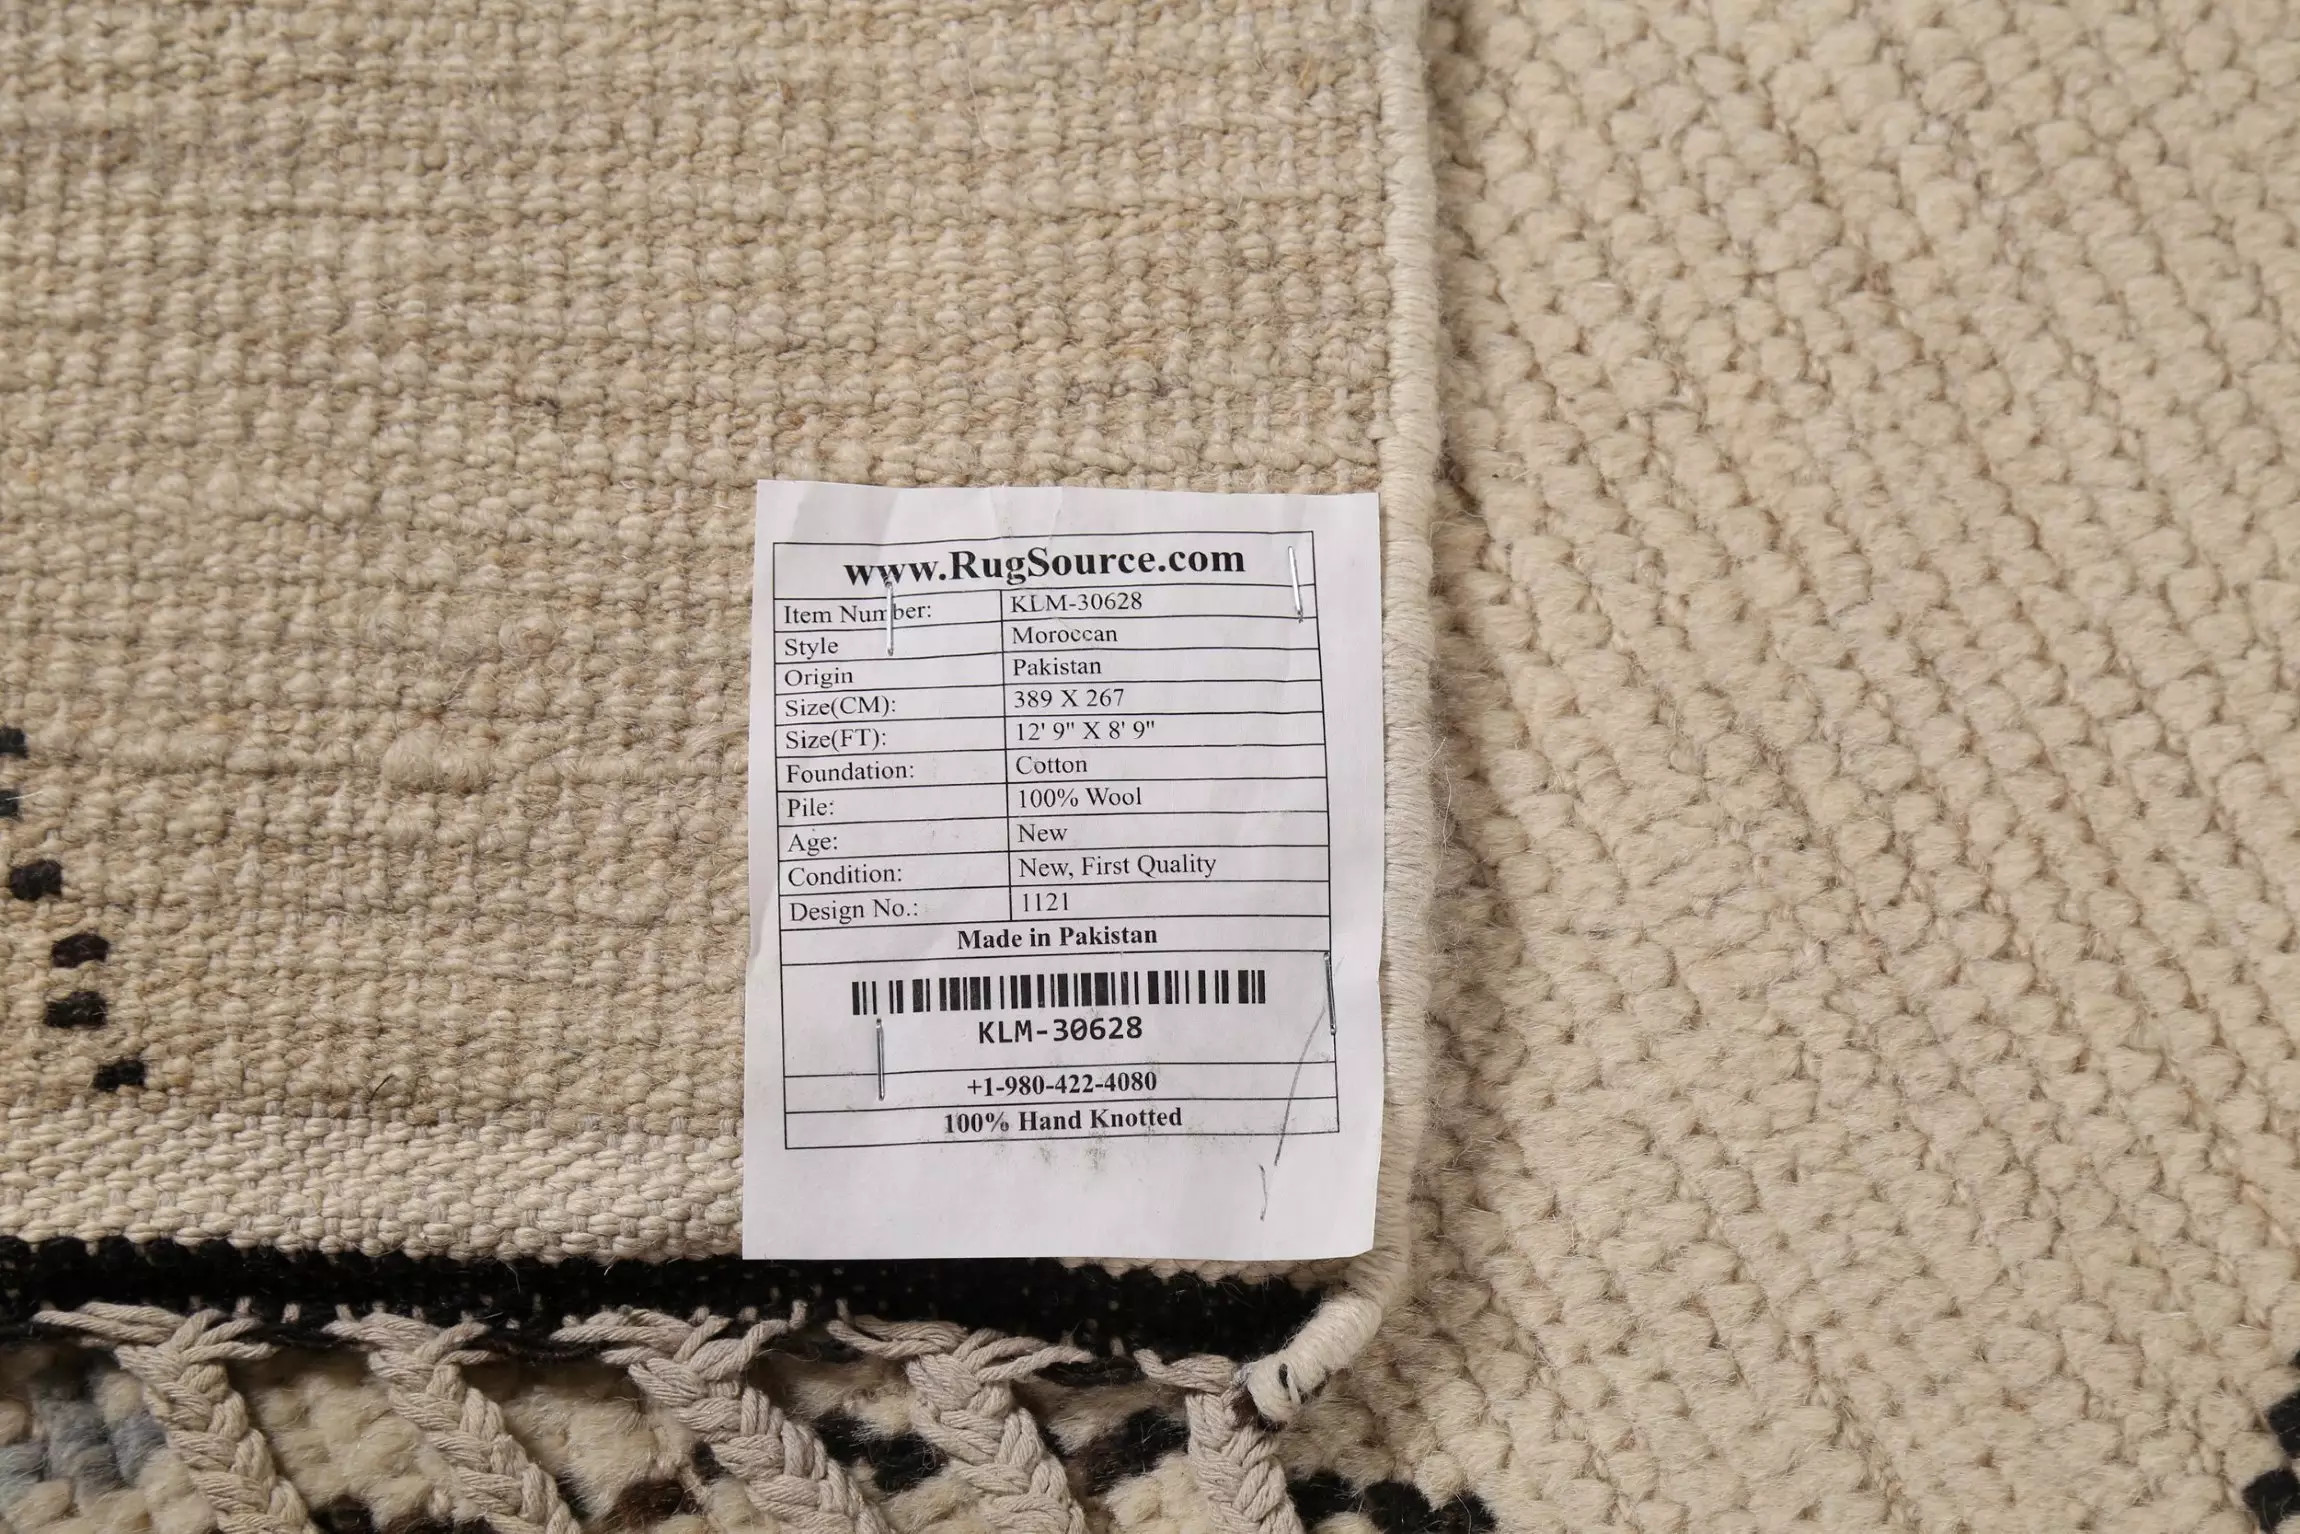 www.RugSource.com
Item Number: KLM-30628
Style Moroccan
Origin Pakistan
Size(CM): 389 X 267
Size(FT): 12' 9" X 8' 9"
Foundation: Cotton
Pile: 100% Wool
Age: New
Condition: New, First Quality
Design No.: 1121
Made in Pakistan
KLM-30628
+1-980-422-4080
100% Hand Knotted